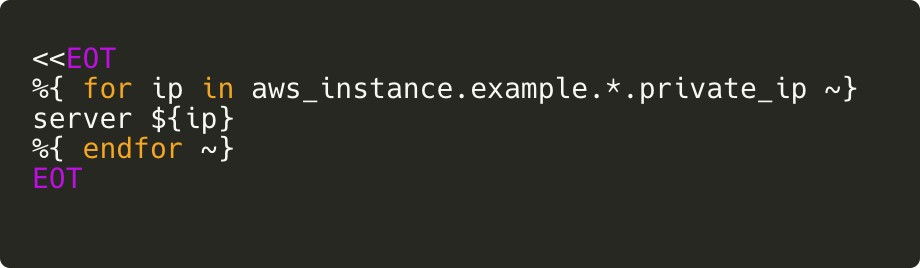 <<EOT
%{ for ip in aws_instance.example.*.private_ip ~}
server ${ip}
%{ endfor ~}
EOT